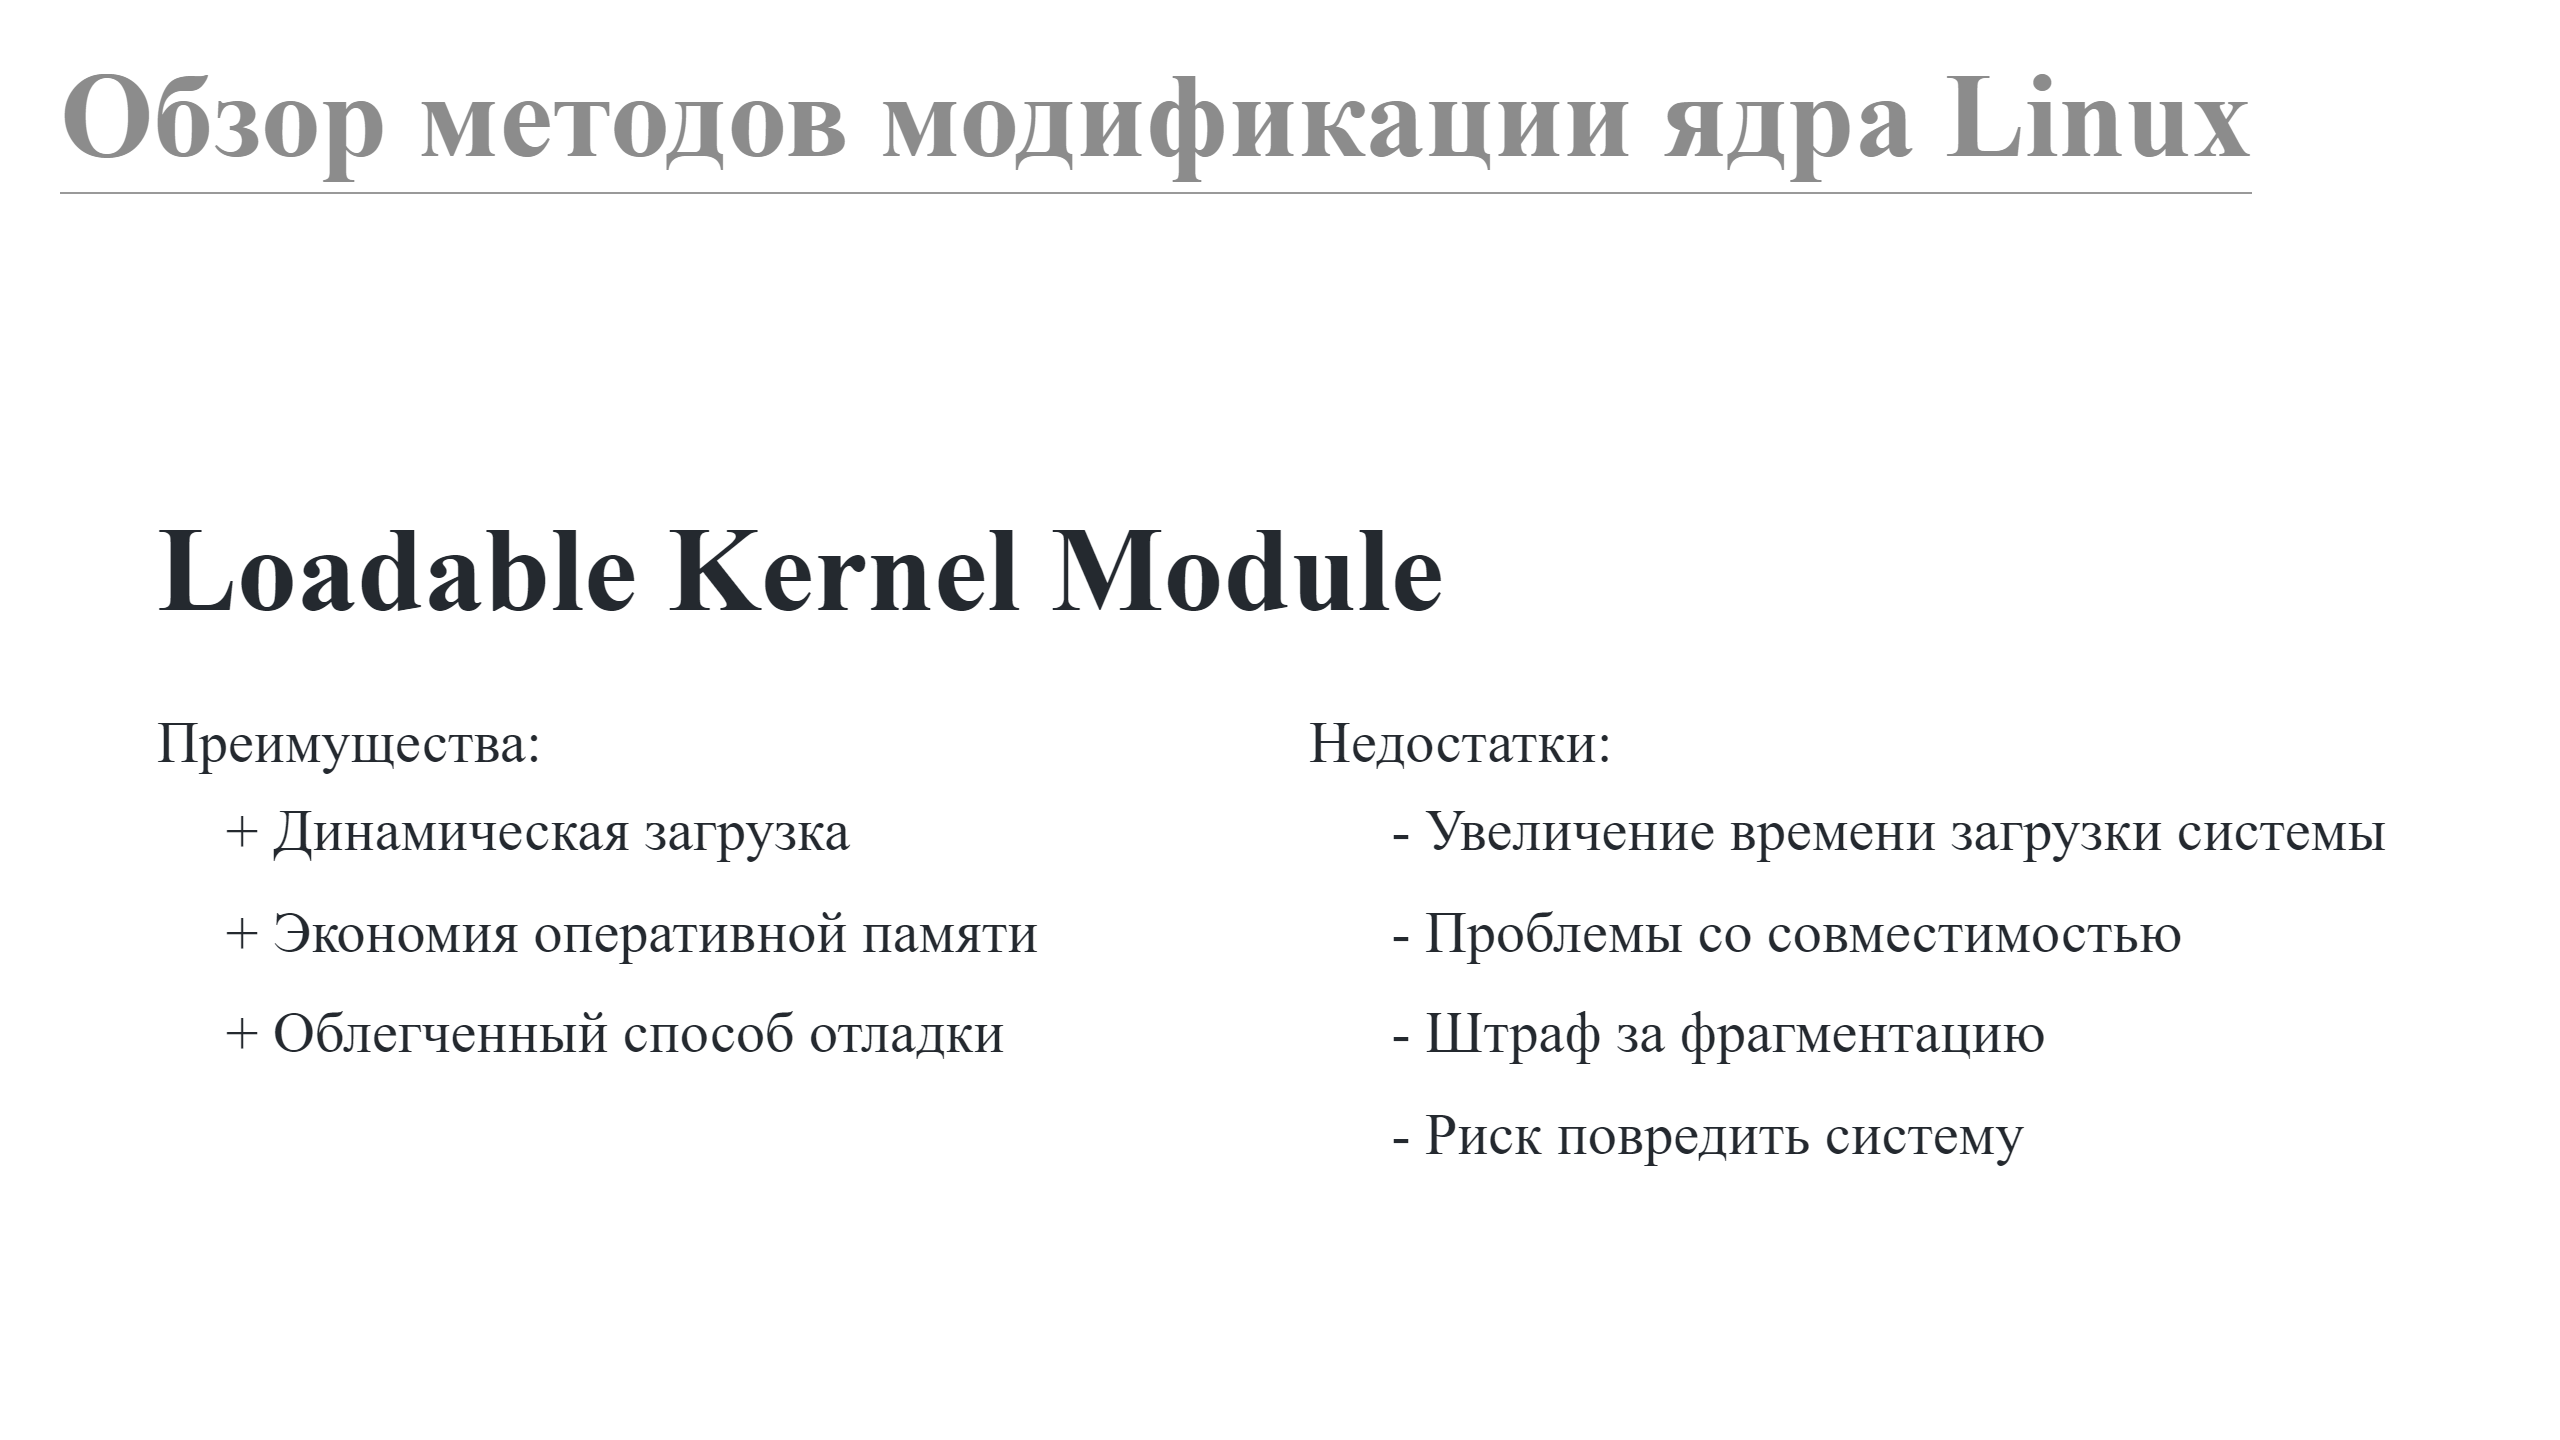 Обзор методов модификации ядра Linux
Loadable Kernel Module
Преимущества:
+ Динамическая загрузка
+ Экономия оперативной памяти
+ Облегченный способ отладки
Недостатки:
- Увеличение времени загрузки системы
- Проблемы со совместимостью
- Штраф за фрагментацию
- Риск повредить систему